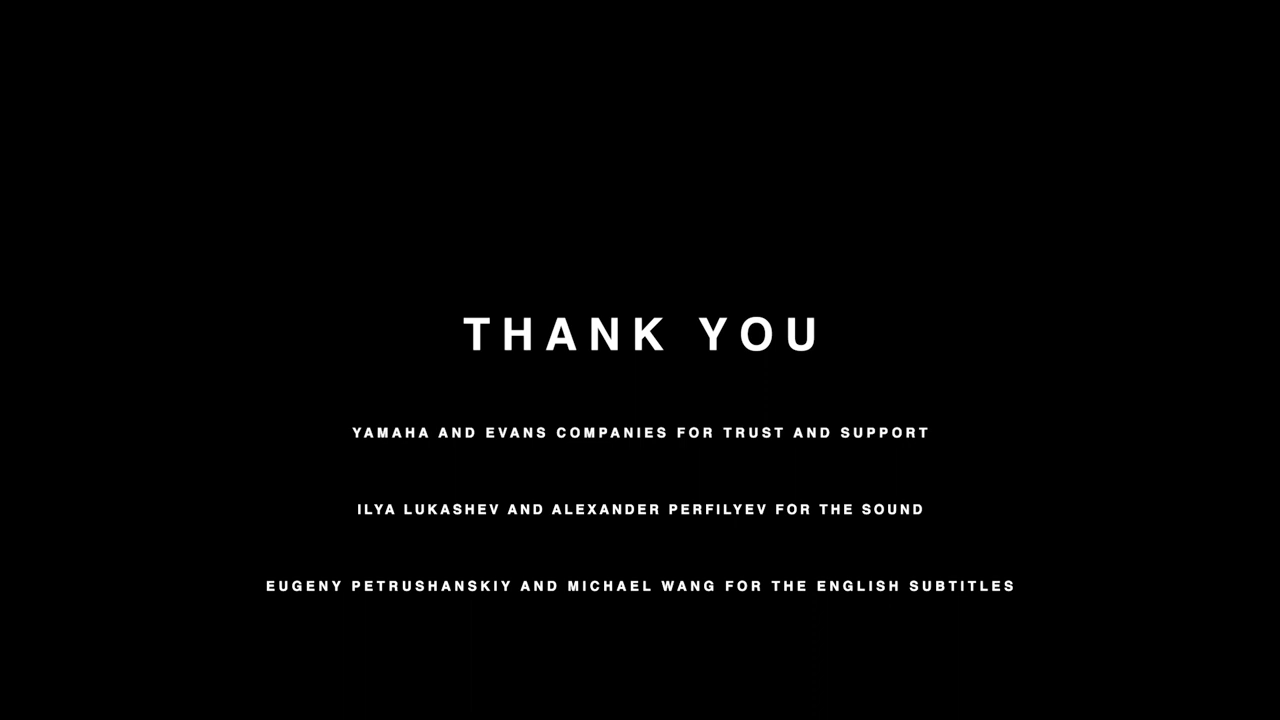 THANK YOU
YAMAHA AND EVANS COMPANIES FOR TRUST AND SUPPORT
ILYA LUKASHEV AND ALEXANDER PERFILYEV FOR THE SOUND
EUGENY PETRUSHANSKIY AND MICHAEL WANG FOR THE ENGLISH SUBTITLES